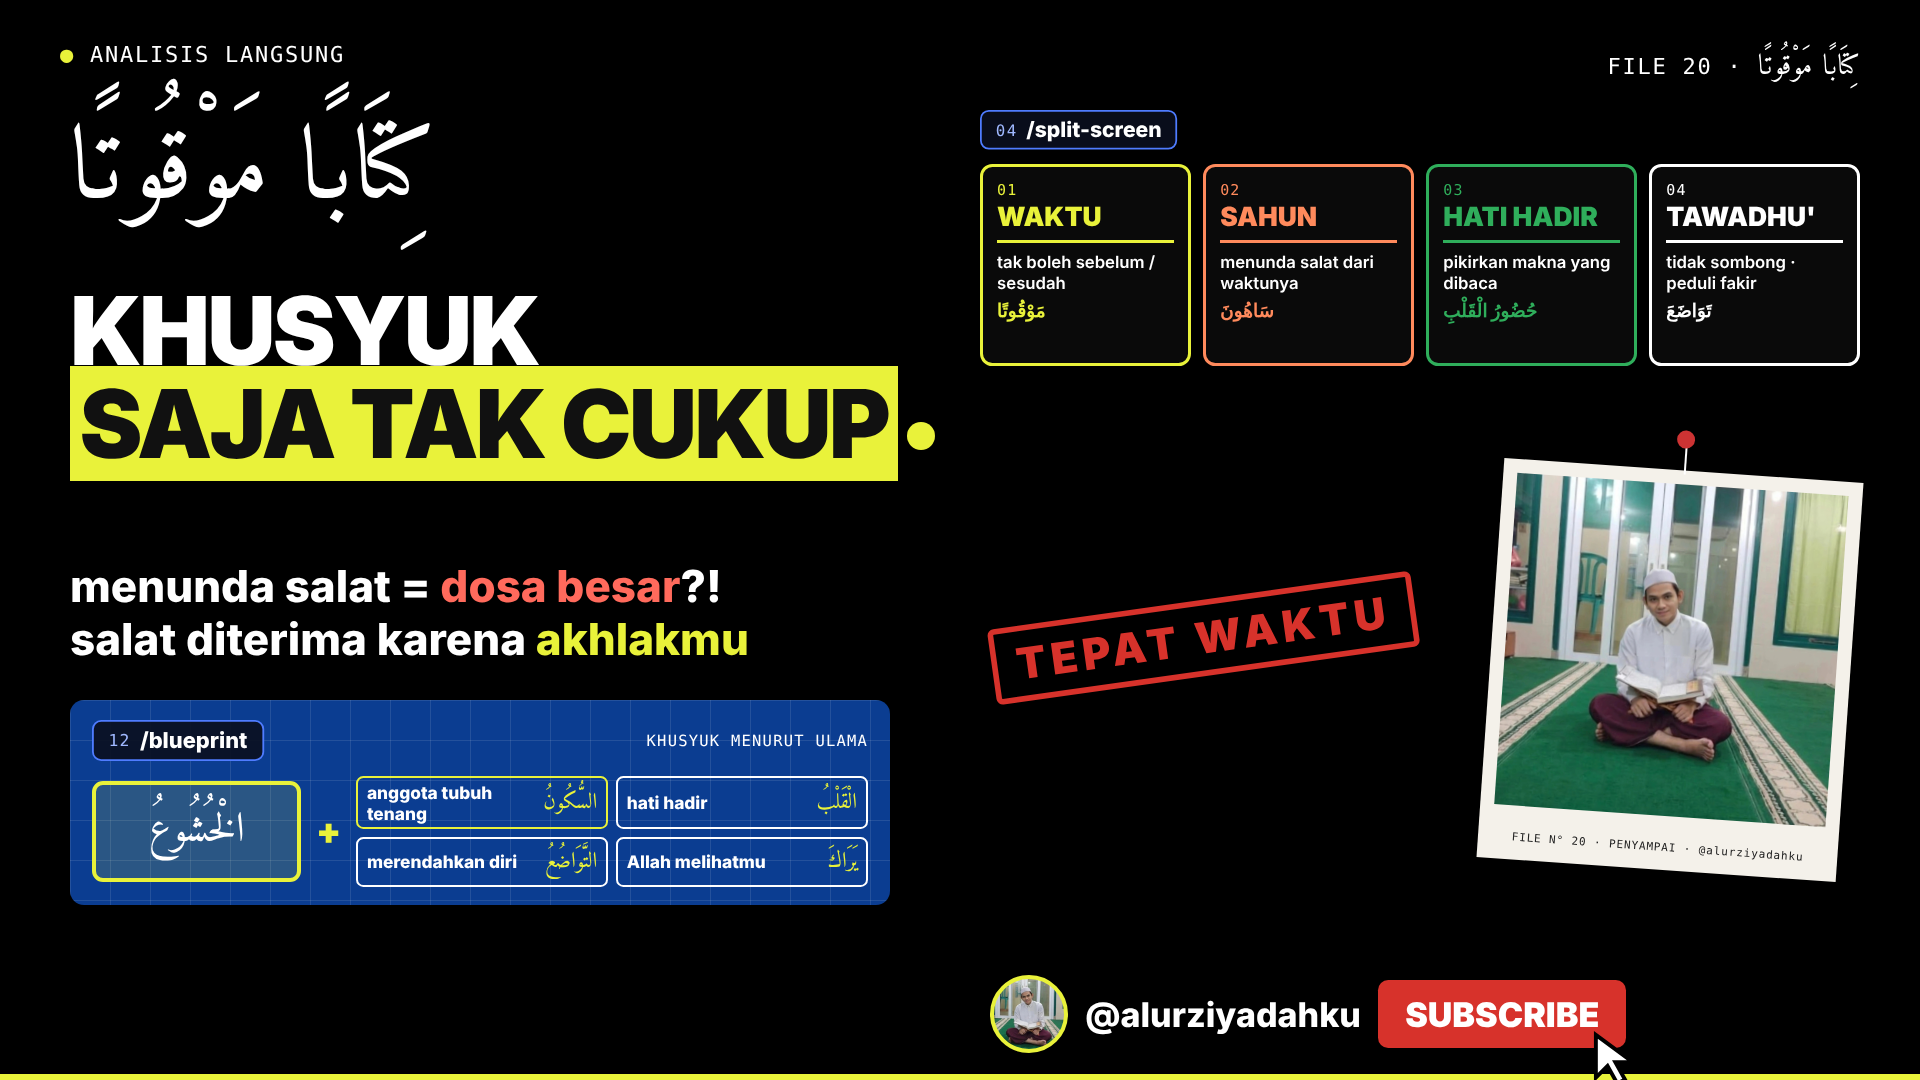 ANALISIS LANGSUNG
كِتَابًا مَوْقُوتًا
KHUSYUK
SAJA TAK CUKUP
menunda salat = dosa besar?!
salat diterima karena akhlakmu
12 /blueprint
KHUSYUK MENURUT ULAMA
الْخُشُوعُ
+
anggota tubuh
tenang
السُّكُونُ
hati hadir
الْقَلْبُ
merendahkan diri
التَّوَاضُعُ
Allah melihatmu
يَرَاكَ
FILE 20 · كِتَابًا مَوْقُوتًا
04 /split-screen
01
WAKTU
tak boleh sebelum /
sesudah
مَوْقُوتًا
02
SAHUN
menunda salat dari
waktunya
سَاهُونَ
03
HATI HADIR
pikirkan makna yang
dibaca
حُضُورُ الْقَلْبِ
04
TAWADHU'
tidak sombong ·
peduli fakir
تَوَاضَعَ
TEPAT WAKTU
FILE N° 20 · PENYAMPAI · @alurziyadahku
@alurziyadahku
SUBSCRIBE